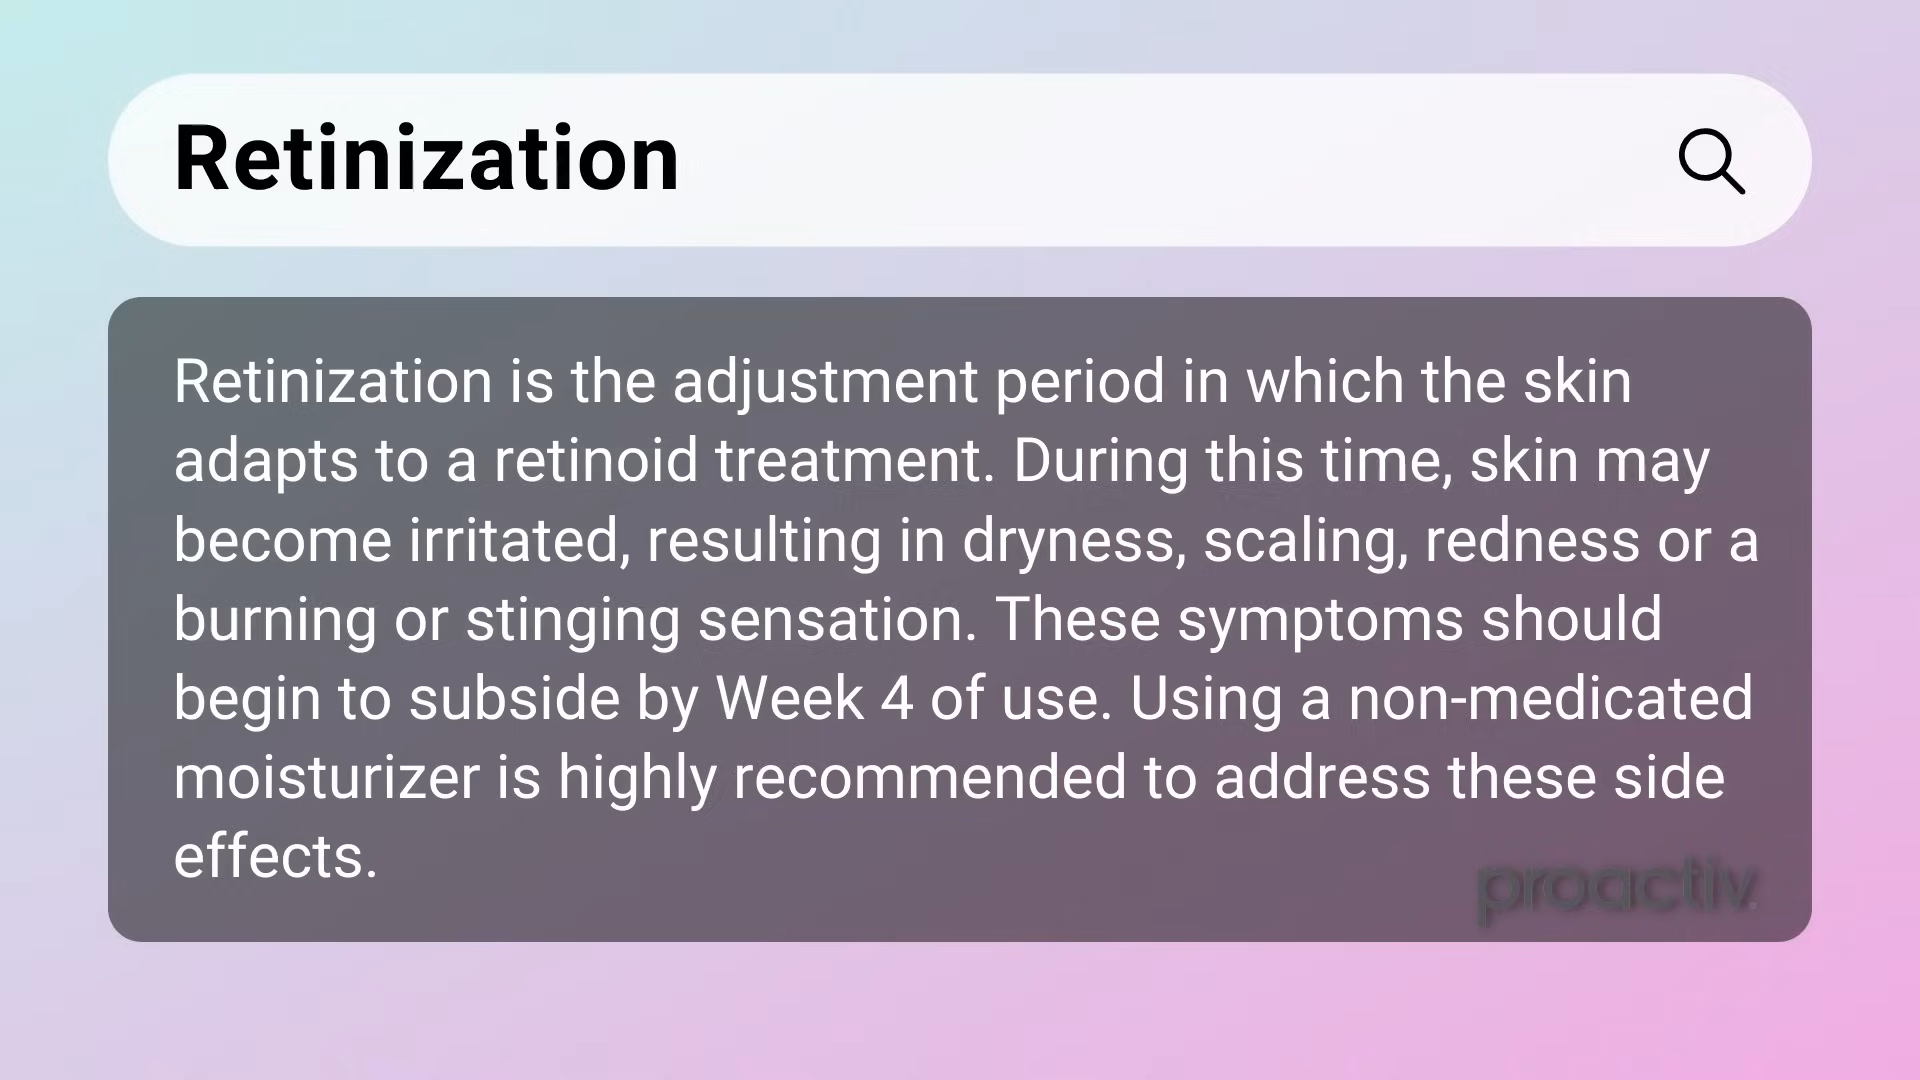 Retinization
Retinization is the adjustment period in which the skin
adapts to a retinoid treatment. During this time, skin may
become irritated, resulting in dryness, scaling, redness or a
burning or stinging sensation. These symptoms should
begin to subside by Week 4 of use. Using a non-medicated
moisturizer is highly recommended to address these side
effects.
proactiv.